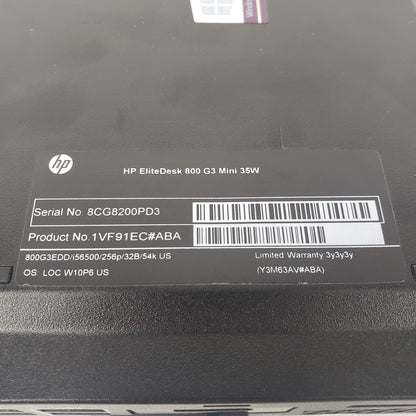 Windows
hp
HP EliteDesk 800 G3 Mini 35W
Serial No. 8CG8200PD3
Product No.1VF91EC#ABA
800G3EDD/i56500/256p/32B/54k US Limited Warranty 3y3y3y
OS: LOC W10P6 US (Y3M63AV#ABA)